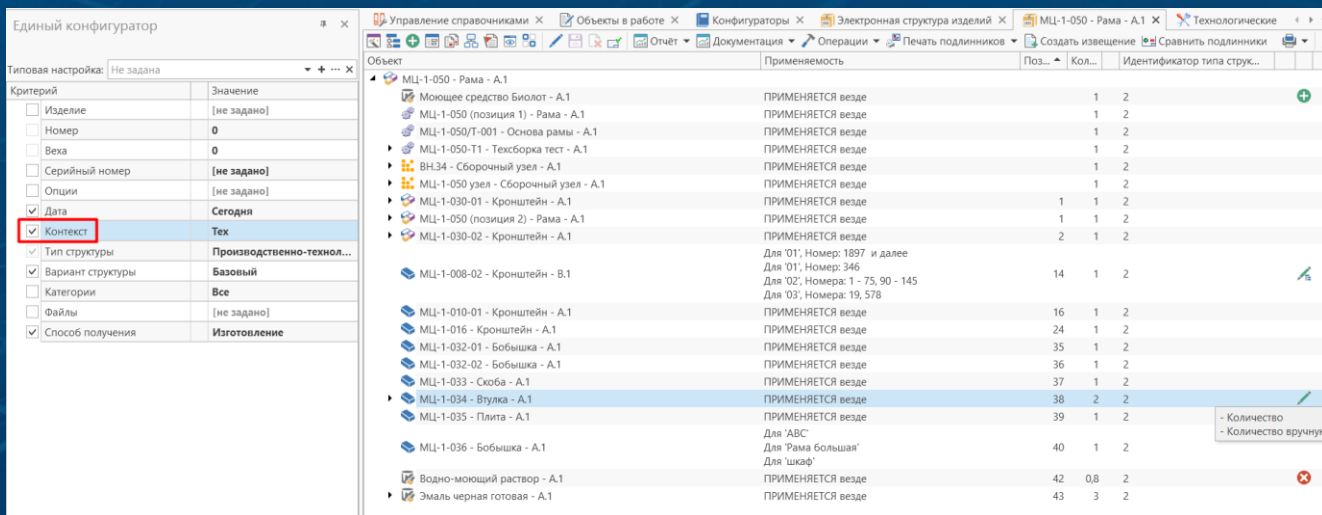 Единый конфигуратор
Типовая настройка: Не задана
Критерий Значение
Изделие [не задано]
Номер 0
Веха 0
Серийный номер [не задано]
Опции [не задано]
Дата Сегодня
Контекст Тех
Тип структуры Производственно-технол...
Вариант структуры Базовый
Категории Все
Файлы [не задано]
Способ получения Изготовление
Управление справочниками Объекты в работе Конфигураторы Электронная структура изделий МЦ-1-050 - Рама - А.1 Технологические
Отчёт Документация Операции Печать подлинников Создать извещение Сравнить подлинники
Объект Применяемость Поз... Кол... Идентификатор типа струк...
МЦ-1-050 - Рама - А.1
Моющее средство Биолот - А.1 ПРИМЕНЯЕТСЯ везде 1 2
МЦ-1-050 (позиция 1) - Рама - А.1 ПРИМЕНЯЕТСЯ везде 1 2
МЦ-1-050/Т-001 - Основа рамы - А.1 ПРИМЕНЯЕТСЯ везде 1 2
МЦ-1-050-Т1 - Техсборка тест - А.1 ПРИМЕНЯЕТСЯ везде 1 2
ВН.34 - Сборочный узел - А.1 ПРИМЕНЯЕТСЯ везде 1 2
МЦ-1-050 узел - Сборочный узел - А.1 ПРИМЕНЯЕТСЯ везде 1 2
МЦ-1-030-01 - Кронштейн - А.1 ПРИМЕНЯЕТСЯ везде 1 1 2
МЦ-1-050 (позиция 2) - Рама - А.1 ПРИМЕНЯЕТСЯ везде 1 1 2
МЦ-1-030-02 - Кронштейн - А.1 ПРИМЕНЯЕТСЯ везде 2 1 2
Для '01', Номер: 1897 и далее
Для '01', Номер: 346
МЦ-1-008-02 - Кронштейн - В.1 14 1 2
Для '02', Номера: 1 - 75, 90 - 145
Для '03', Номера: 19, 578
МЦ-1-010-01 - Кронштейн - А.1 ПРИМЕНЯЕТСЯ везде 16 1 2
МЦ-1-016 - Кронштейн - А.1 ПРИМЕНЯЕТСЯ везде 24 1 2
МЦ-1-032-01 - Бобышка - А.1 ПРИМЕНЯЕТСЯ везде 35 1 2
МЦ-1-032-02 - Бобышка - А.1 ПРИМЕНЯЕТСЯ везде 36 1 2
МЦ-1-033 - Скоба - А.1 ПРИМЕНЯЕТСЯ везде 37 1 2
МЦ-1-034 - Втулка - А.1 ПРИМЕНЯЕТСЯ везде 38 2 2
МЦ-1-035 - Плита - А.1 ПРИМЕНЯЕТСЯ везде 39 1 2
- Количество
- Количество вручную
Для 'АВС'
МЦ-1-036 - Бобышка - А.1 Для 'Рама большая' 40 1 2
Для 'шкаф'
Водно-моющий раствор - А.1 ПРИМЕНЯЕТСЯ везде 42 0,8 2
Эмаль черная готовая - А.1 ПРИМЕНЯЕТСЯ везде 43 3 2